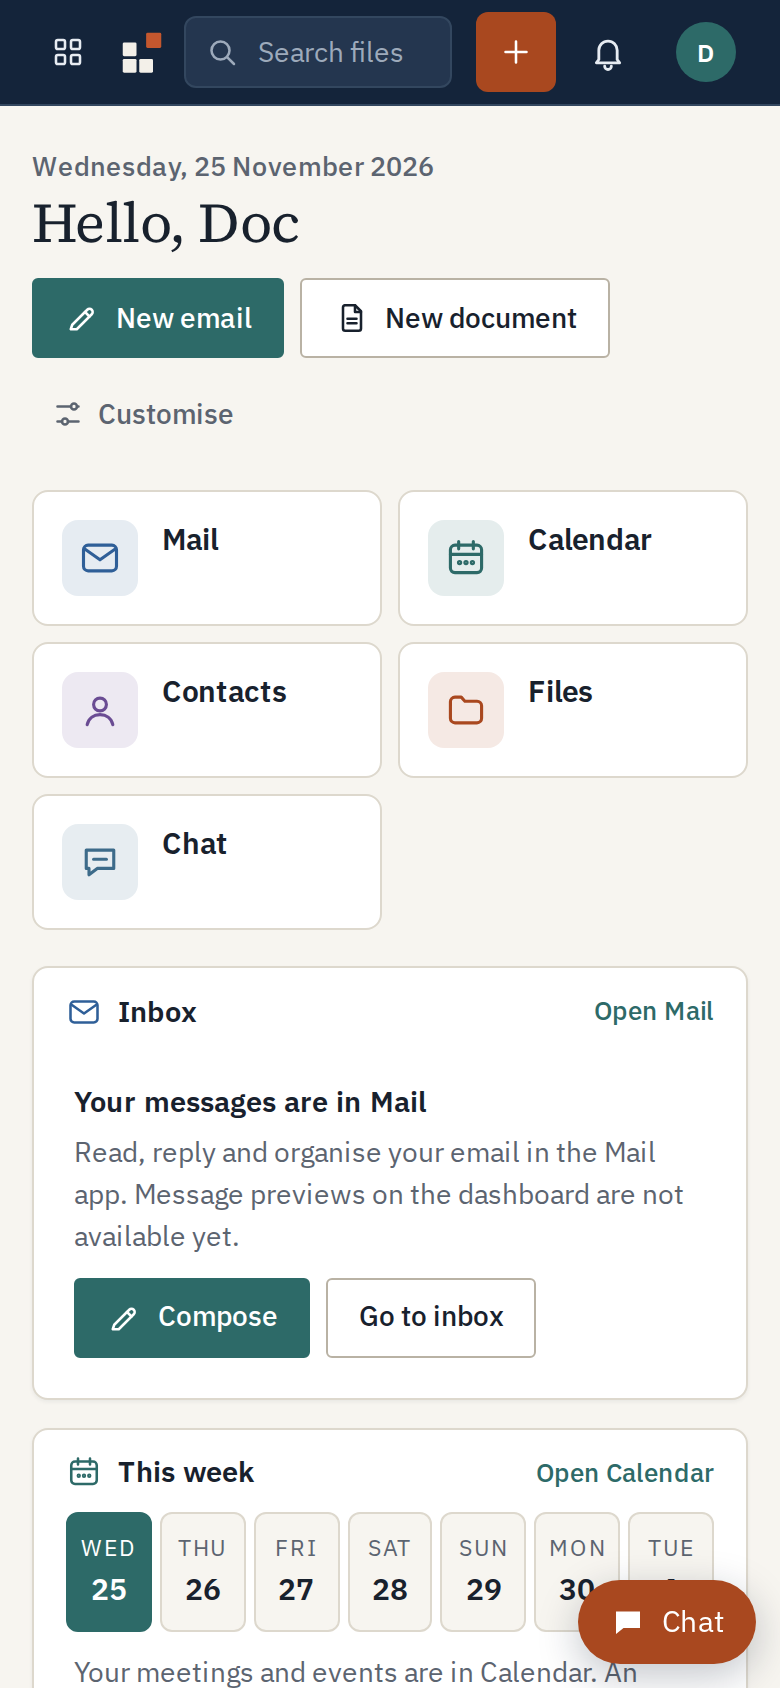 Search files
D
Wednesday, 25 November 2026
Hello, Doc
New email
New document
Customise
Mail
Calendar
Contacts
Files
Chat
Inbox
Open Mail
Your messages are in Mail
Read, reply and organise your email in the Mail
app. Message previews on the dashboard are not
available yet.
Compose
Go to inbox
This week
Open Calendar
WED THU FRI SAT SUN MON TUE
25 26 27 28 29 30
Chat
Your meetings and events are in Calendar. An